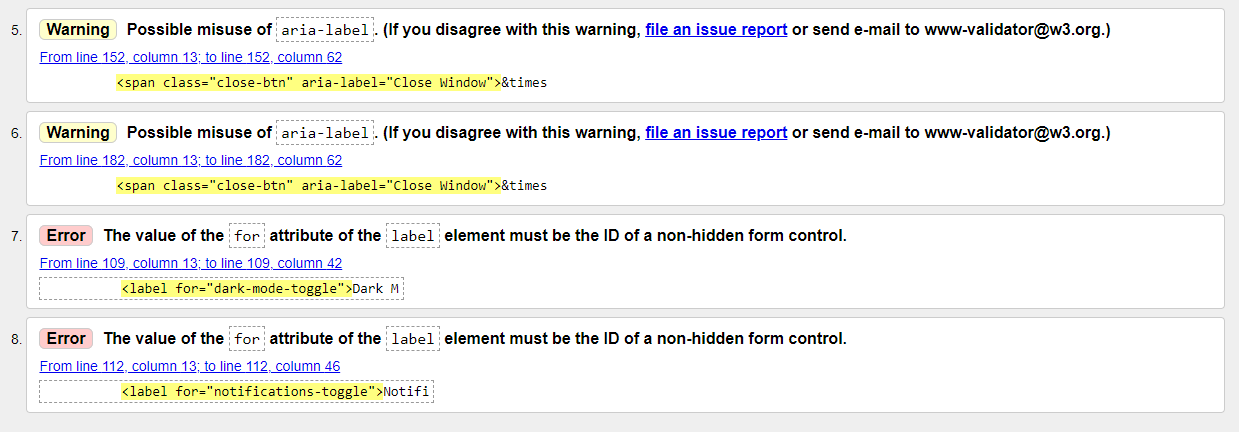 5. Warning Possible misuse of aria-label. (If you disagree with this warning, file an issue report or send e-mail to www-validator@w3.org.)
From line 152, column 13; to line 152, column 62
<span class="close-btn" aria-label="Close Window">&times
6. Warning Possible misuse of aria-label. (If you disagree with this warning, file an issue report or send e-mail to www-validator@w3.org.)
From line 182, column 13; to line 182, column 62
<span class="close-btn" aria-label="Close Window">&times
7. Error The value of the for attribute of the label element must be the ID of a non-hidden form control.
From line 109, column 13; to line 109, column 42
<label for="dark-mode-toggle">Dark M
8. Error The value of the for attribute of the label element must be the ID of a non-hidden form control.
From line 112, column 13; to line 112, column 46
<label for="notifications-toggle">Notifi